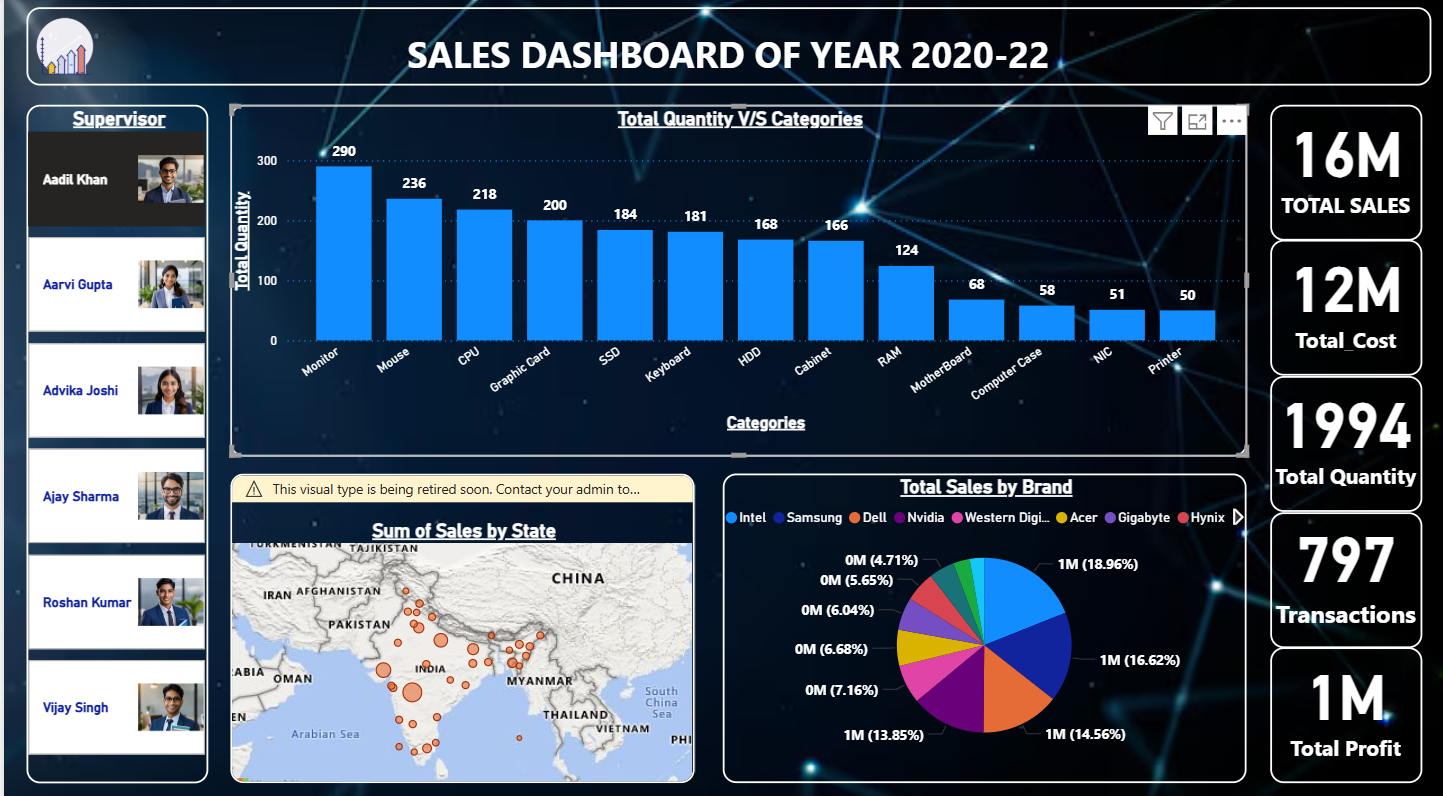 SALES DASHBOARD OF YEAR 2020-22
Supervisor
Aadil Khan
Aarvi Gupta
Advika Joshi
Ajay Sharma
Roshan Kumar
Vijay Singh
Total Quantity V/S Categories
Total Quantity
300
200
100
0
290
236
218
200
184
181
168
166
124
68
58
51
50
Monitor
Mouse
CPU
Graphic Card
SSD
Keyboard
HDD
Cabinet
RAM
MotherBoard
Computer Case
NIC
Printer
Categories
16M
TOTAL SALES
12M
Total_Cost
1994
Total Quantity
797
Transactions
1M
Total Profit
This visual type is being retired soon. Contact your admin to...
Sum of Sales by State
TURKMENISTAN
TAJIKISTAN
CHINA
IRAN
AFGHANISTAN
PAKISTAN
ABIA
OMAN
INDIA
MYANMAR
EN
Arabian Sea
THAILAND
VIETNAM
South
China
Sea
PHI
Total Sales by Brand
Intel Samsung Dell Nvidia Western Digi... Acer Gigabyte Hynix
0M (4.71%)
1M (18.96%)
0M (5.65%)
0M (6.04%)
0M (6.68%)
1M (16.62%)
0M (7.16%)
1M (13.85%)
1M (14.56%)